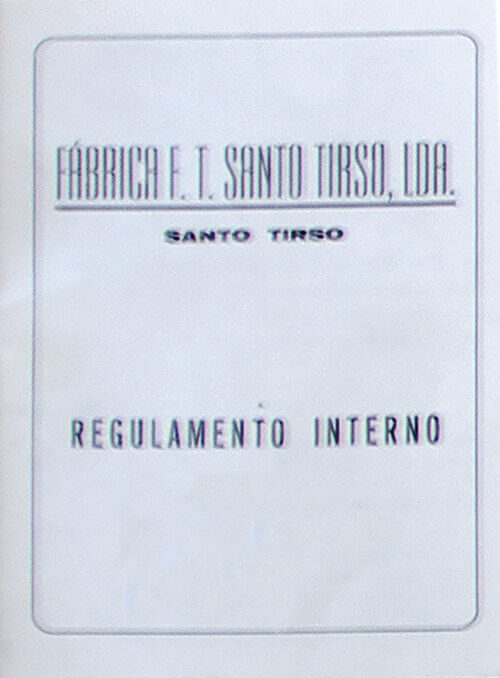 FÁBRICA F. T. SANTO TIRSO, LDA.
SANTO TIRSO
REGULAMENTO INTERNO